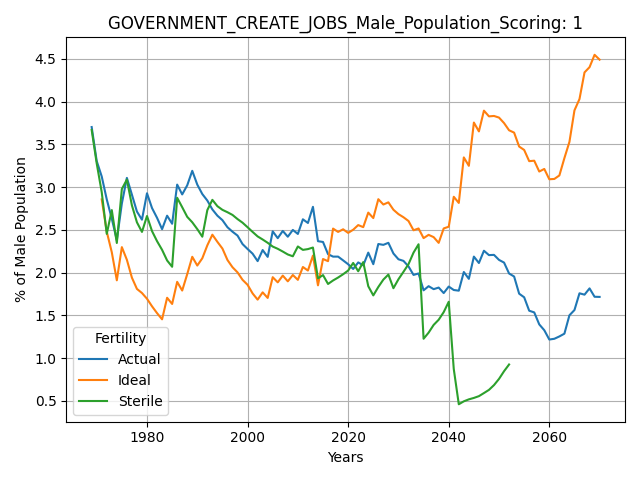 GOVERNMENT_CREATE_JOBS_Male_Population_Scoring: 1
% of Male Population
4.5
4.0
3.5
3.0
2.5
2.0
1.5
1.0
0.5
Fertility
Actual
Ideal
Sterile
1980
2000
2020
2040
2060
Years